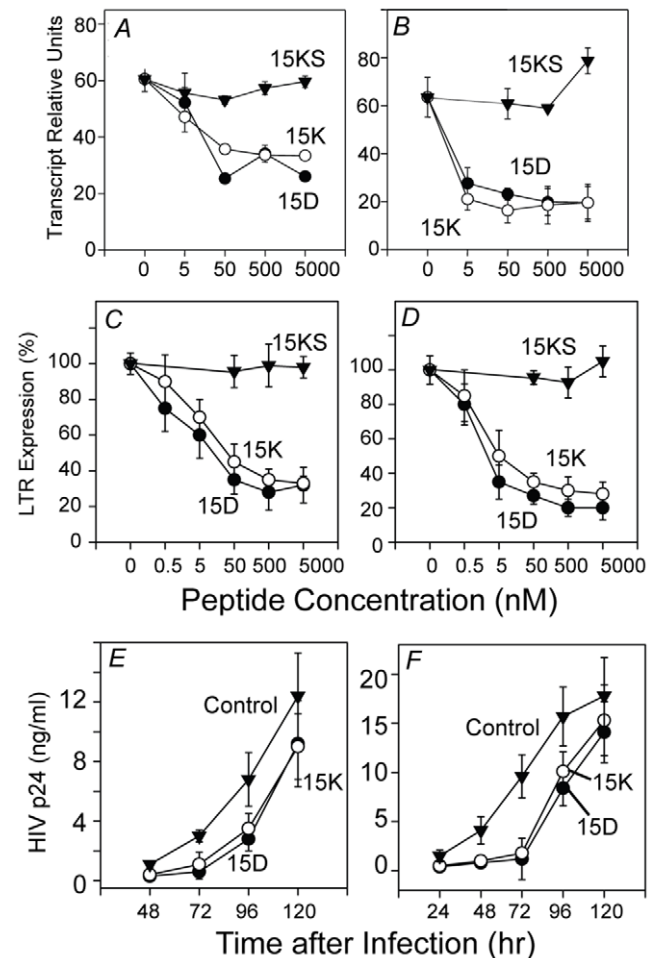 A
B
Transcript Relative Units
80
60
40
20
0
15KS
15K
15D
0 5 50 500 5000
80
60
40
20
0
15KS
15D
15K
0 5 50 500 5000
C
D
LTR Expression (%)
100
80
60
40
20
0
15KS
15K
15D
0 0.5 5 50 500 5000
100
80
60
40
20
0
15KS
15K
15D
0 0.5 5 50 500 5000
Peptide Concentration (nM)
E
F
HIV p24 (ng/ml)
12
8
4
0
Control
15K
15D
48 72 96 120
20
15
10
5
0
Control
15K
15D
24 48 72 96 120
Time after Infection (hr)